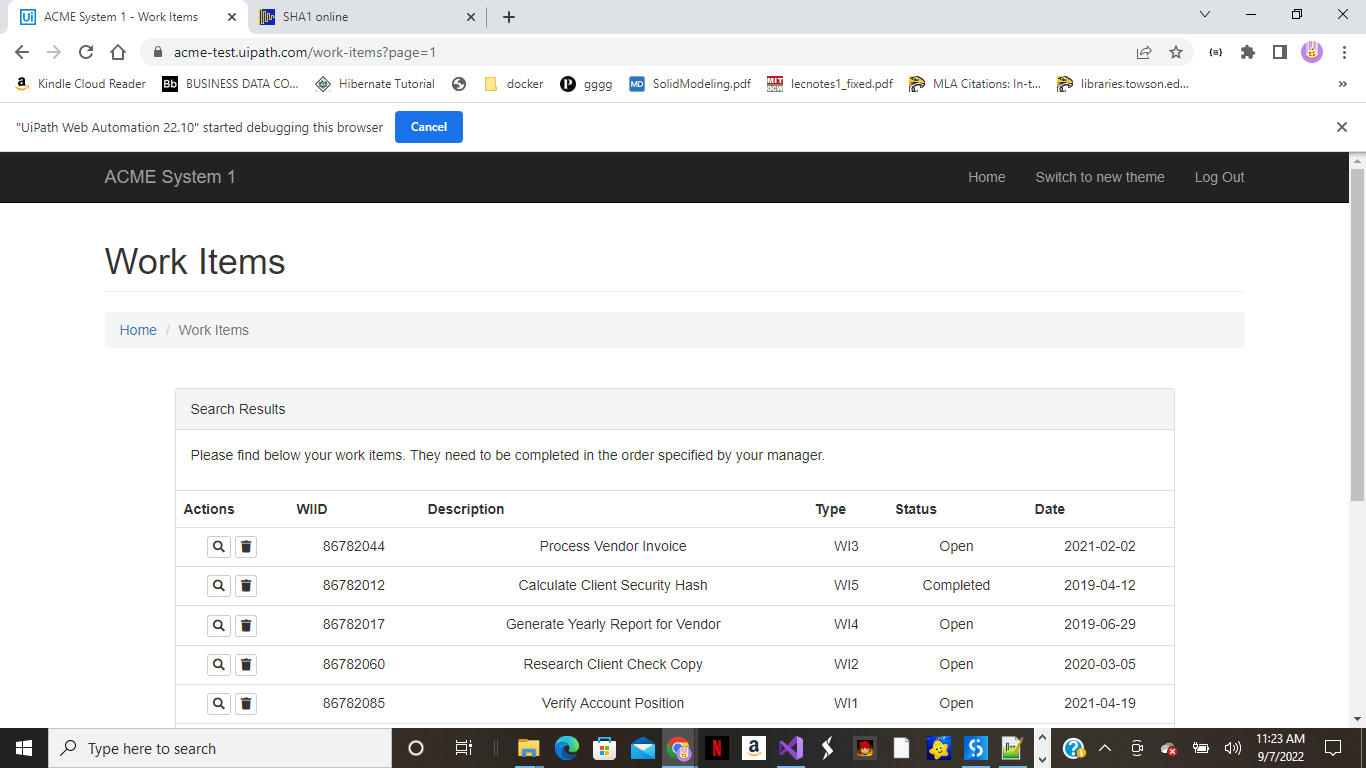 Ui ACME System 1 - Work Items
SHA1 online
acme-test.uipath.com/work-items?page=1
Kindle Cloud Reader
Bb BUSINESS DATA CO...
Hibernate Tutorial
docker
gggg
MD SolidModeling.pdf
lecnotes1_fixed.pdf
MLA Citations: In-t...
libraries.towson.ed...
"UiPath Web Automation 22.10" started debugging this browser
Cancel
ACME System 1
Home
Switch to new theme
Log Out
Work Items
Home / Work Items
Search Results
Please find below your work items. They need to be completed in the order specified by your manager.
Actions WIID Description Type Status Date
86782044 Process Vendor Invoice WI3 Open 2021-02-02
86782012 Calculate Client Security Hash WI5 Completed 2019-04-12
86782017 Generate Yearly Report for Vendor WI4 Open 2019-06-29
86782060 Research Client Check Copy WI2 Open 2020-03-05
86782085 Verify Account Position WI1 Open 2021-04-19
Type here to search
11:23 AM
9/7/2022